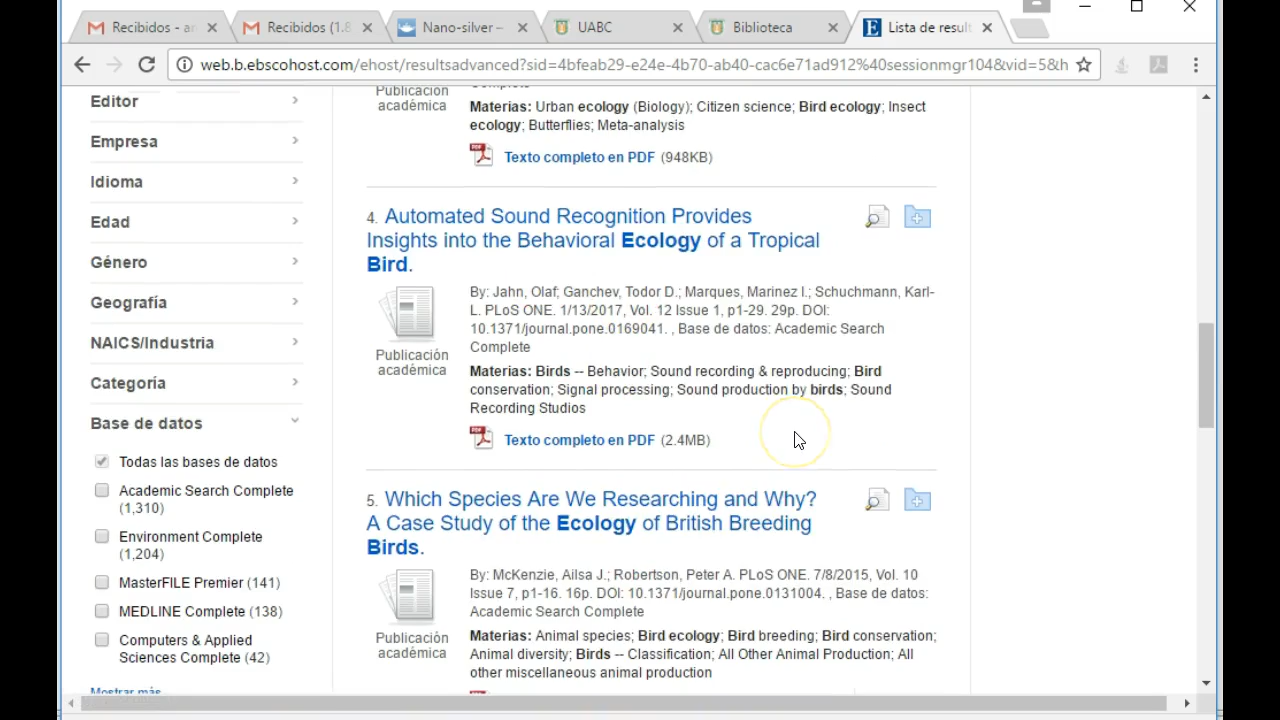 Recibidos - ar
Recibidos (1.8
Nano-silver –
UABC
Biblioteca
Lista de result
web.b.ebscohost.com/ehost/resultsadvanced?sid=4bfeab29-e24e-4b70-ab40-cac6e71ad912%40sessionmgr104&vid=5&h
Editor
Empresa
Idioma
Edad
Género
Geografía
NAICS/Industria
Categoría
Base de datos
Todas las bases de datos
Academic Search Complete
(1,310)
Environment Complete
(1,204)
MasterFILE Premier (141)
MEDLINE Complete (138)
Computers & Applied
Sciences Complete (42)
Mostrar más
Complete
Publicación
académica
Materias: Urban ecology (Biology); Citizen science; Bird ecology; Insect
ecology; Butterflies; Meta-analysis
PDF
Texto completo en PDF (948KB)
4. Automated Sound Recognition Provides
Insights into the Behavioral Ecology of a Tropical
Bird.
By: Jahn, Olaf; Ganchev, Todor D.; Marques, Marinez I.; Schuchmann, Karl-
L. PLoS ONE. 1/13/2017, Vol. 12 Issue 1, p1-29. 29p. DOI:
10.1371/journal.pone.0169041. , Base de datos: Academic Search
Complete
Publicación
académica
Materias: Birds -- Behavior; Sound recording & reproducing; Bird
conservation; Signal processing; Sound production by birds; Sound
Recording Studios
PDF
Texto completo en PDF (2.4MB)
5. Which Species Are We Researching and Why?
A Case Study of the Ecology of British Breeding
Birds.
By: McKenzie, Ailsa J.; Robertson, Peter A. PLoS ONE. 7/8/2015, Vol. 10
Issue 7, p1-16. 16p. DOI: 10.1371/journal.pone.0131004. , Base de datos:
Academic Search Complete
Publicación
académica
Materias: Animal species; Bird ecology; Bird breeding; Bird conservation;
Animal diversity; Birds -- Classification; All Other Animal Production; All
other miscellaneous animal production